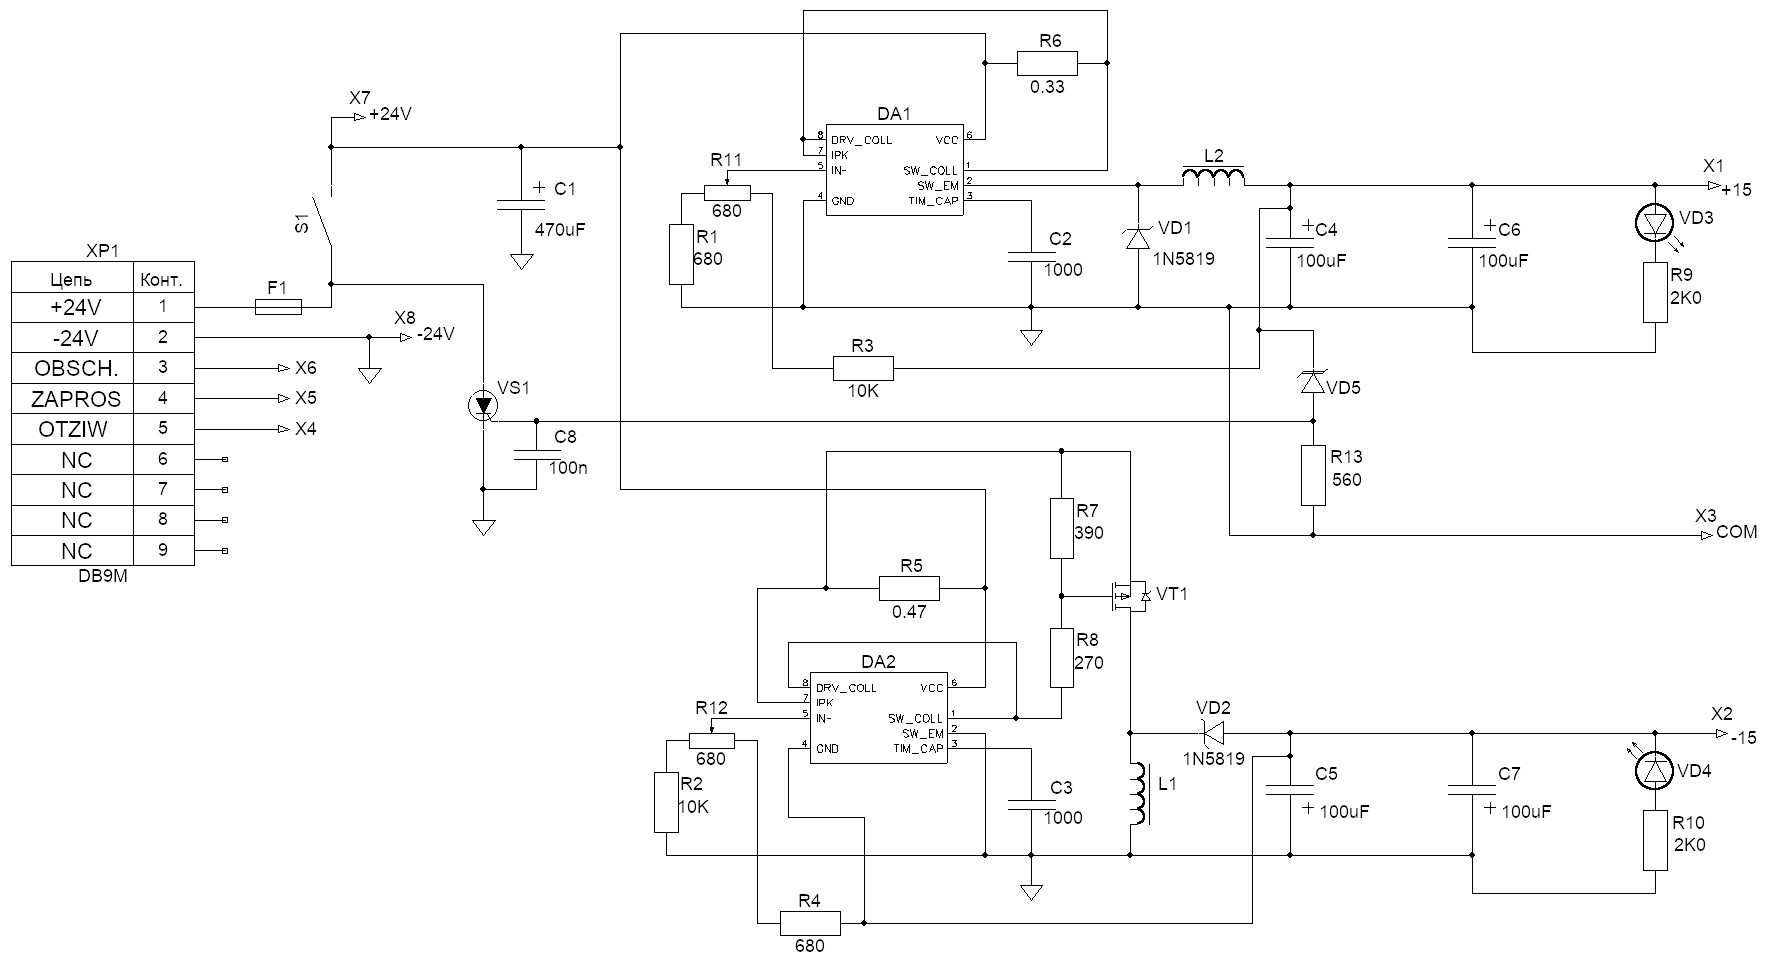 R6
0.33
X7
+24V
DA1
8 DRV_COLL VCC 6
7 IPK
5 IN- SW_COLL 1
SW_EM 2
4 GND TIM_CAP 3
R11
680
R1
680
C1
+
470uF
S1
L2
X1
+15
VD1
1N5819
C2
1000
+
C4
100uF
+
C6
100uF
VD3
R9
2K0
XP1
Цепь Конт.
+24V 1
-24V 2
OBSCH. 3
ZAPROS 4
OTZIW 5
NC 6
NC 7
NC 8
NC 9
DB9M
F1
X8
-24V
X6
X5
X4
VS1
C8
100n
R3
10K
VD5
R13
560
X3
COM
R7
390
R5
0.47
VT1
R8
270
DA2
8 DRV_COLL VCC 6
7 IPK
5 IN- SW_COLL 1
SW_EM 2
4 GND TIM_CAP 3
R12
680
R2
10K
C3
1000
L1
VD2
1N5819
X2
-15
C5
+
100uF
C7
+
100uF
VD4
R10
2K0
R4
680